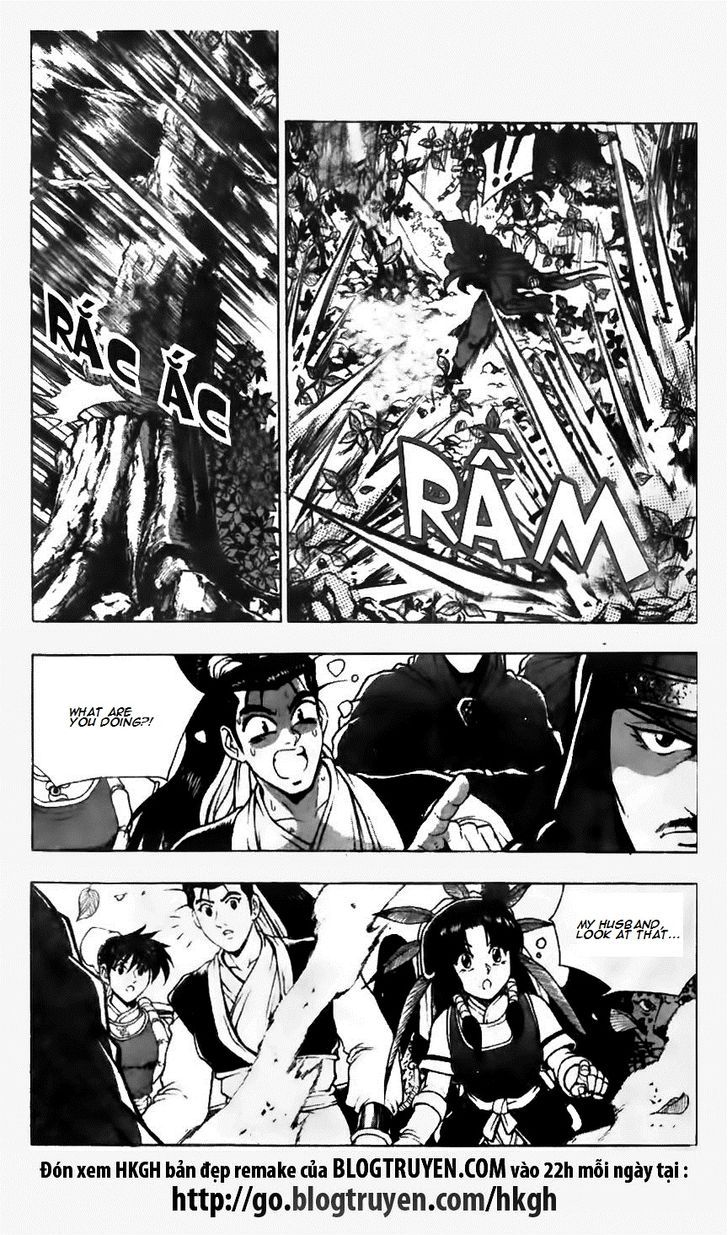 RẮC ẮC
!!
RẦM
WHAT ARE
YOU DOING?!
MY HUSBAND,
LOOK AT THAT...
Đón xem HKGH bản đẹp remake của BLOGTRUYEN.COM vào 22h mỗi ngày tại :
http://go.blogtruyen.com/hkgh